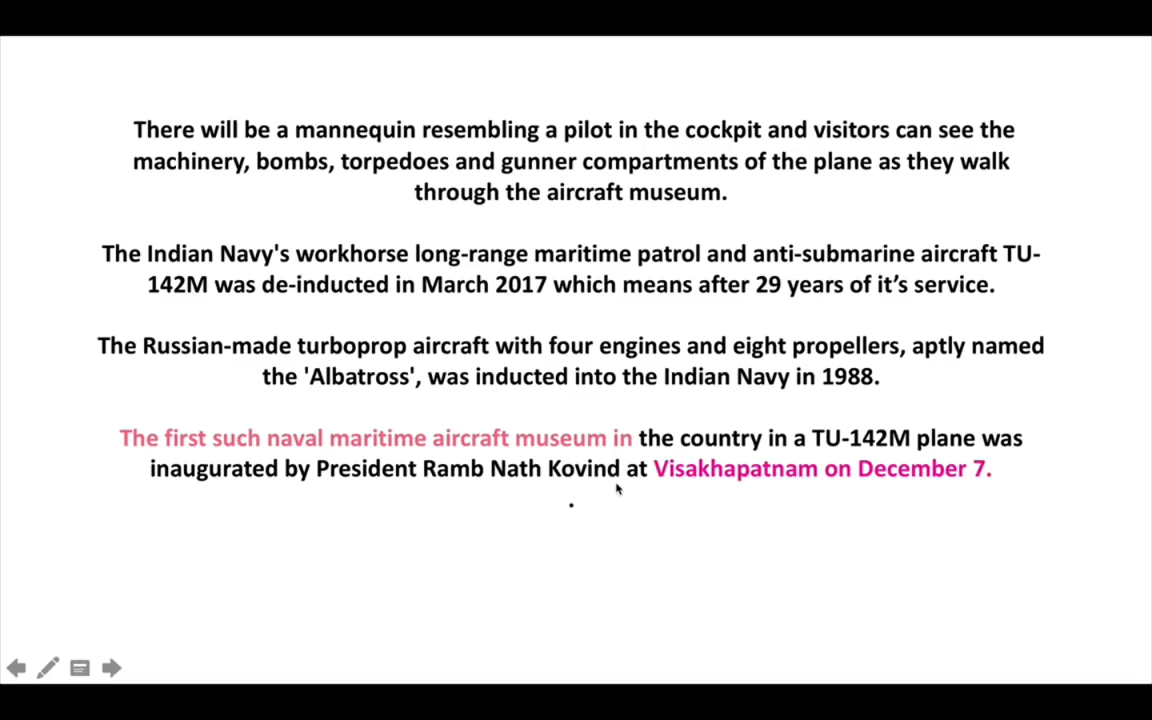 There will be a mannequin resembling a pilot in the cockpit and visitors can see the
machinery, bombs, torpedoes and gunner compartments of the plane as they walk
through the aircraft museum.
The Indian Navy's workhorse long-range maritime patrol and anti-submarine aircraft TU-
142M was de-inducted in March 2017 which means after 29 years of it’s service.
The Russian-made turboprop aircraft with four engines and eight propellers, aptly named
the 'Albatross', was inducted into the Indian Navy in 1988.
The first such naval maritime aircraft museum in the country in a TU-142M plane was
inaugurated by President Ramb Nath Kovind at Visakhapatnam on December 7.
.